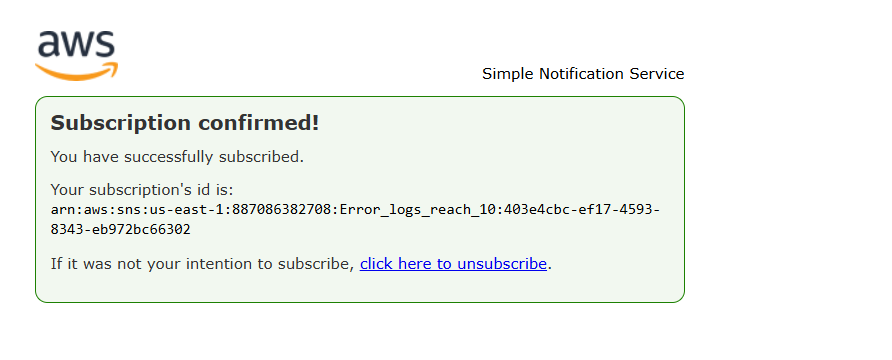 aws
Simple Notification Service
Subscription confirmed!
You have successfully subscribed.
Your subscription's id is:
arn:aws:sns:us-east-1:887086382708:Error_logs_reach_10:403e4cbc-ef17-4593-
8343-eb972bc66302
If it was not your intention to subscribe, click here to unsubscribe.